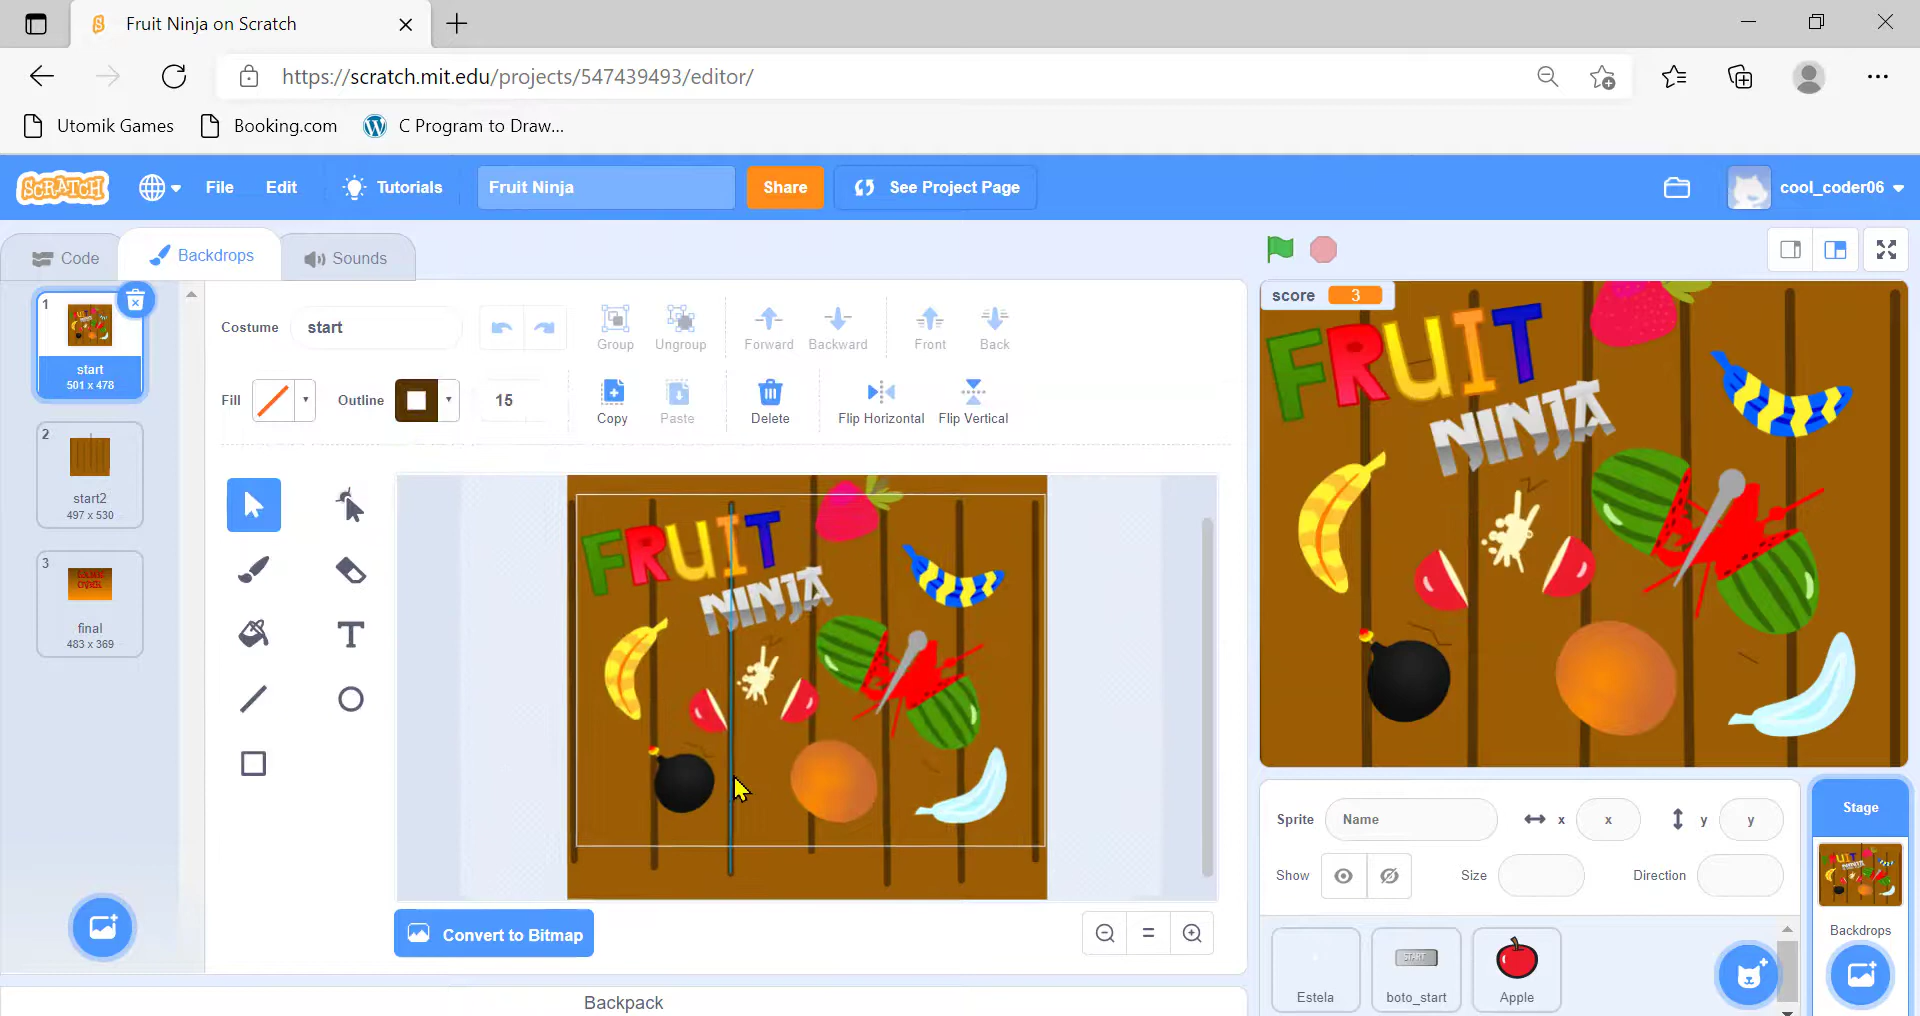 Fruit Ninja on Scratch
https://scratch.mit.edu/projects/547439493/editor/
Utomik Games
Booking.com
C Program to Draw...
SCRATCH
File
Edit
Tutorials
Fruit Ninja
Share
See Project Page
cool_coder06
Code
Backdrops
Sounds
1
start
501 x 478
2
start2
497 x 530
3
GAME
OVER
final
483 x 369
Costume
start
Group
Ungroup
Forward
Backward
Front
Back
Fill
Outline
15
Copy
Paste
Delete
Flip Horizontal
Flip Vertical
FRUIT
NINJA
Convert to Bitmap
Backpack
score 3
FRUIT
NINJA
Sprite
Name
x
x
y
y
Show
Size
Direction
Stage
Backdrops
Estela
START
boto_start
Apple